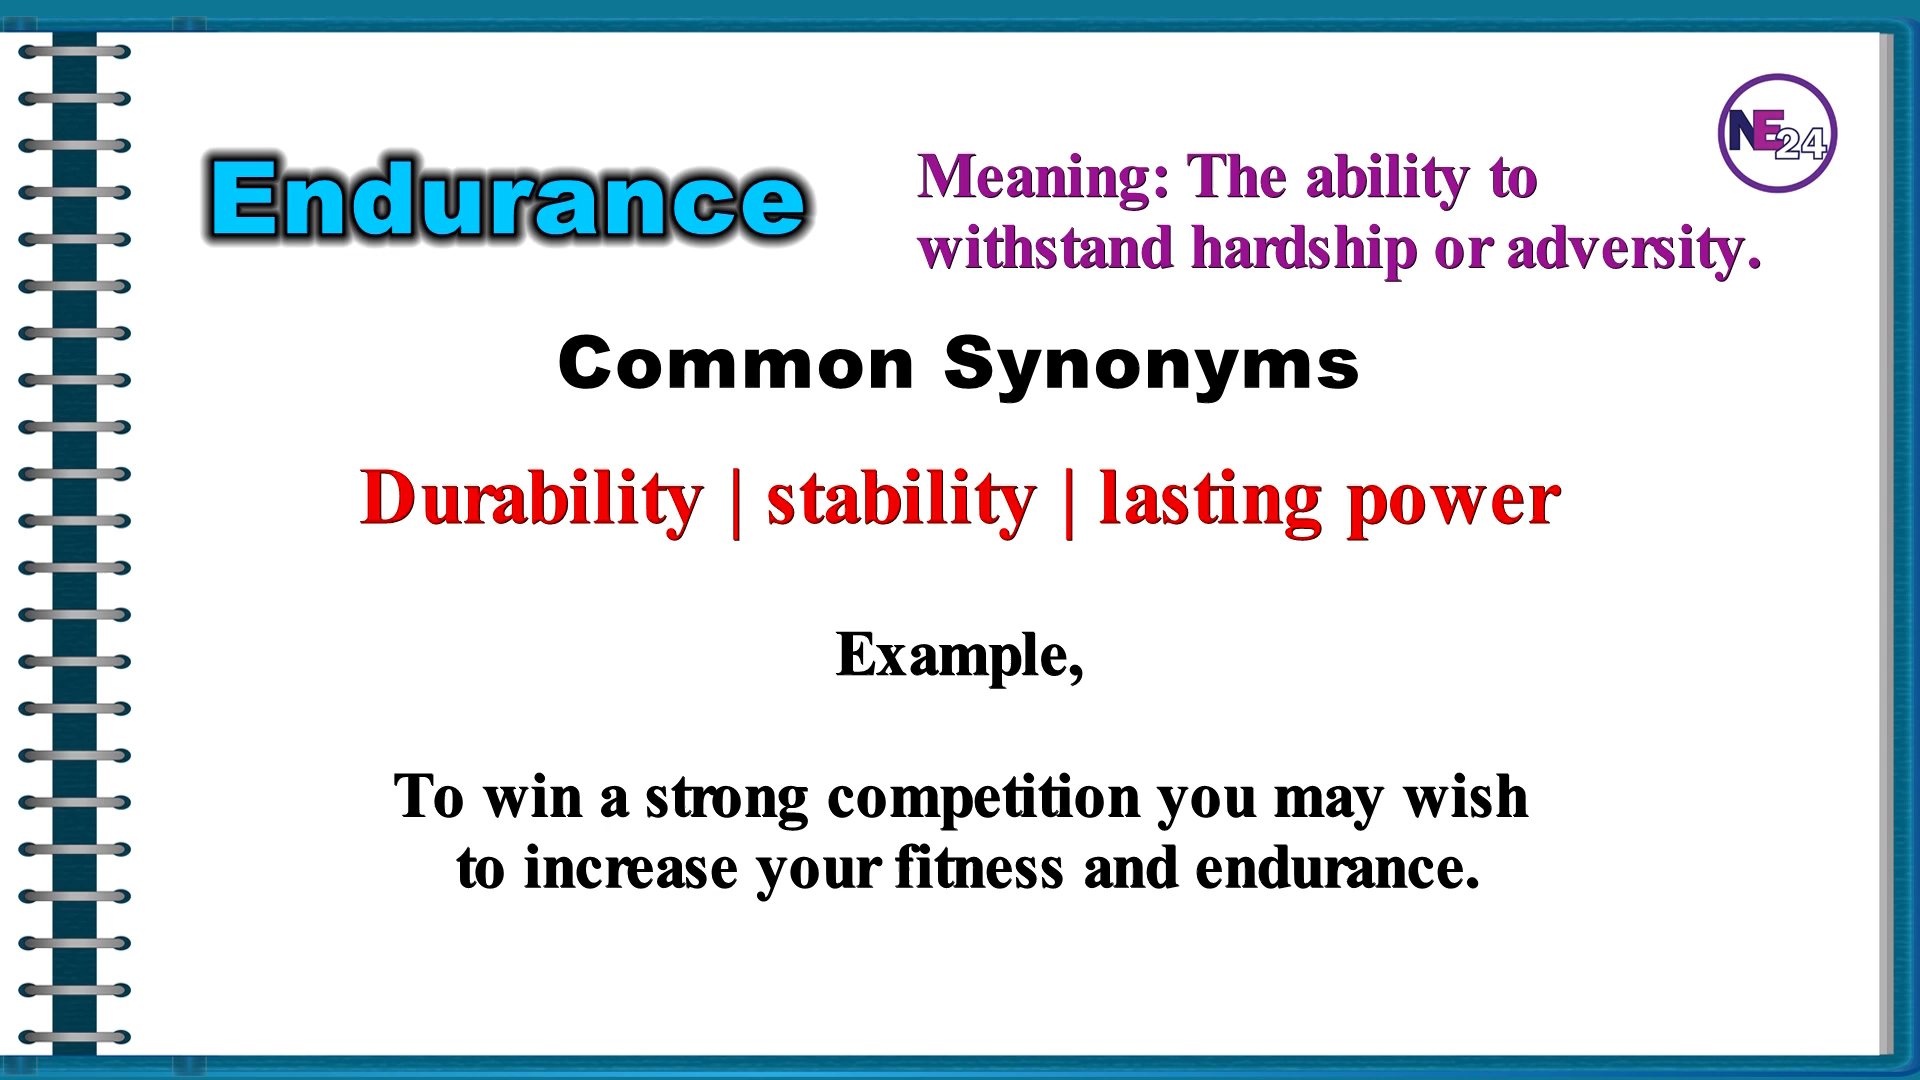 NE24
Endurance
Meaning: The ability to
withstand hardship or adversity.
Common Synonyms
Durability | stability | lasting power
Example,
To win a strong competition you may wish
to increase your fitness and endurance.